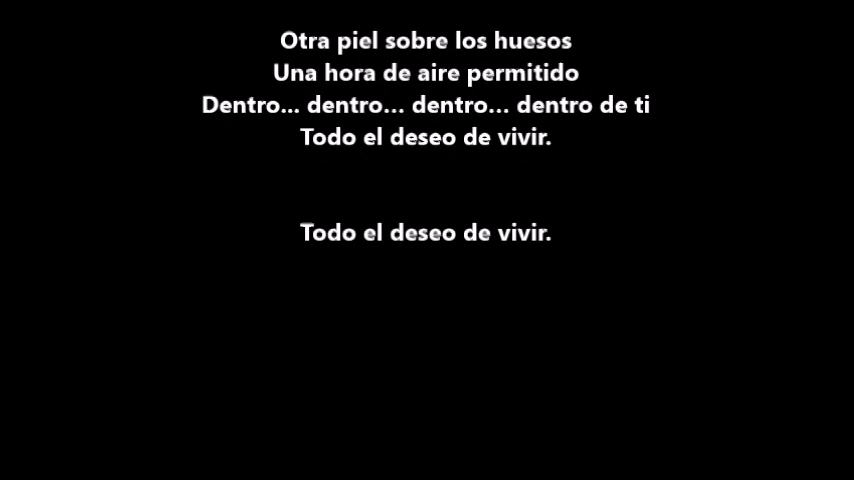 Otra piel sobre los huesos
Una hora de aire permitido
Dentro... dentro... dentro... dentro de ti
Todo el deseo de vivir.
Todo el deseo de vivir.